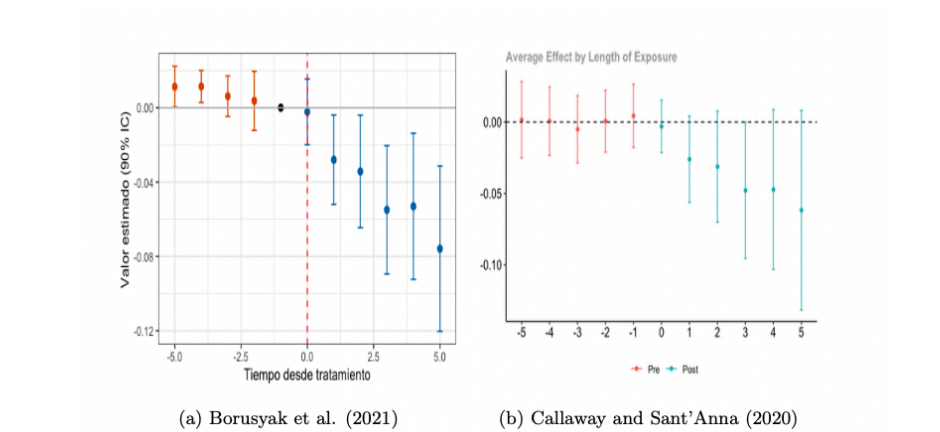 Average Effect by Length of Exposure
Valor estimado (90% IC)
0.00
-0.04
-0.08
-0.12
-5.0 -2.5 0.0 2.5 5.0
Tiempo desde tratamiento
0.00
-0.05
-0.10
-5 -4 -3 -2 -1 0 1 2 3 4 5
Pre Post
(a) Borusyak et al. (2021)
(b) Callaway and Sant'Anna (2020)